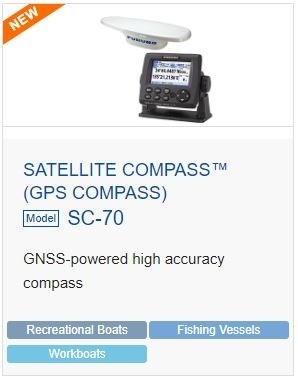 NEW
FURUNO
SATELLITE COMPASS™
(GPS COMPASS)
Model SC-70
GNSS-powered high accuracy
compass
Recreational Boats
Fishing Vessels
Workboats